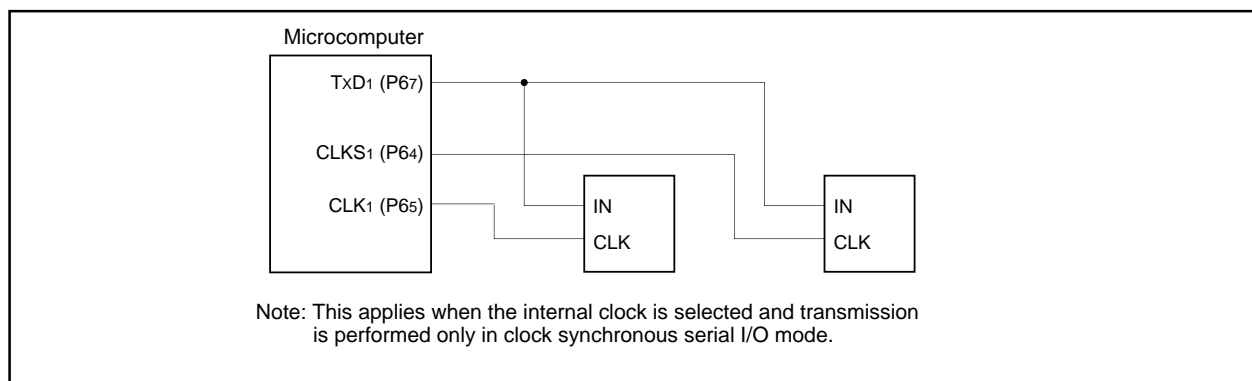 Microcomputer
TxD1 (P67)
CLKS1 (P64)
CLK1 (P65)
IN
CLK
IN
CLK
Note: This applies when the internal clock is selected and transmission
is performed only in clock synchronous serial I/O mode.